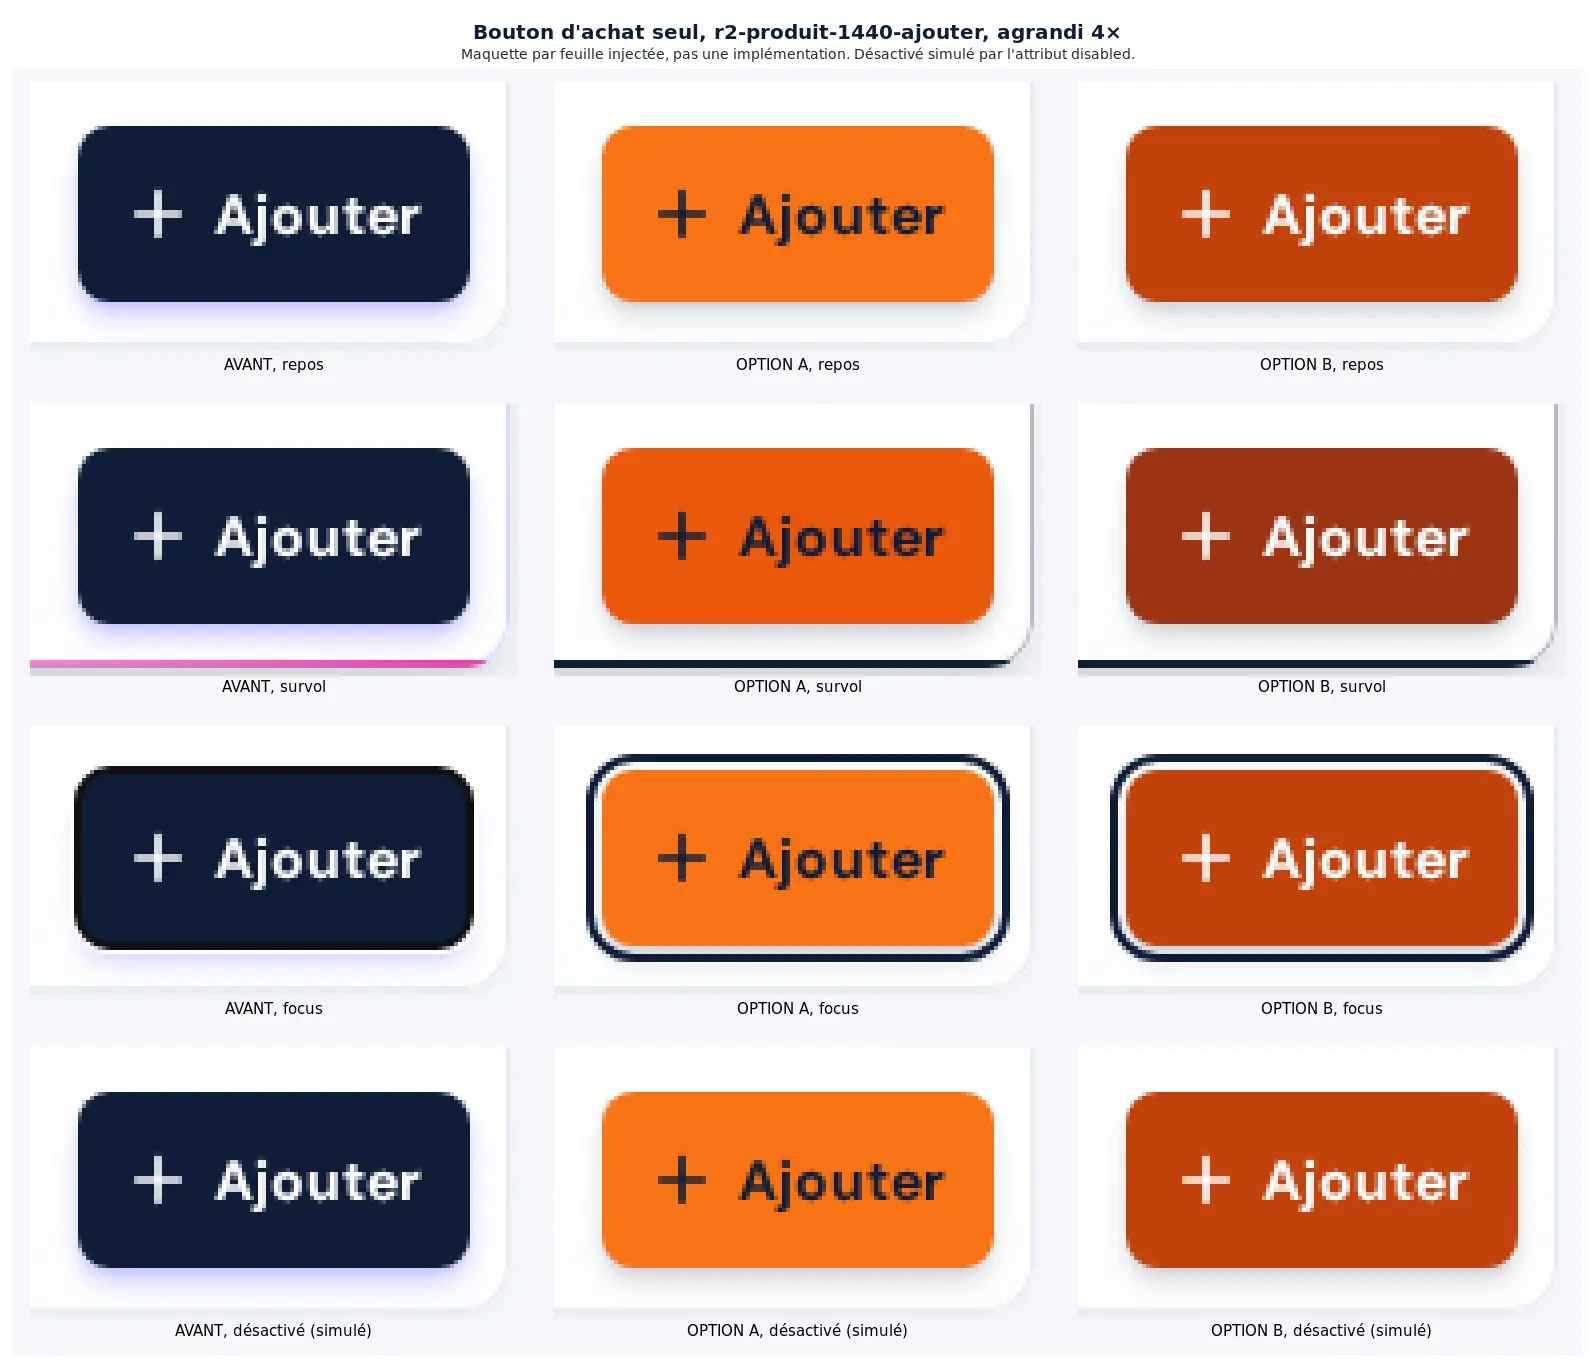 Bouton d'achat seul, r2-produit-1440-ajouter, agrandi 4×
Maquette par feuille injectée, pas une implémentation. Désactivé simulé par l'attribut disabled.
+ Ajouter
+ Ajouter
+ Ajouter
AVANT, repos
OPTION A, repos
OPTION B, repos
+ Ajouter
+ Ajouter
+ Ajouter
AVANT, survol
OPTION A, survol
OPTION B, survol
+ Ajouter
+ Ajouter
+ Ajouter
AVANT, focus
OPTION A, focus
OPTION B, focus
+ Ajouter
+ Ajouter
+ Ajouter
AVANT, désactivé (simulé)
OPTION A, désactivé (simulé)
OPTION B, désactivé (simulé)